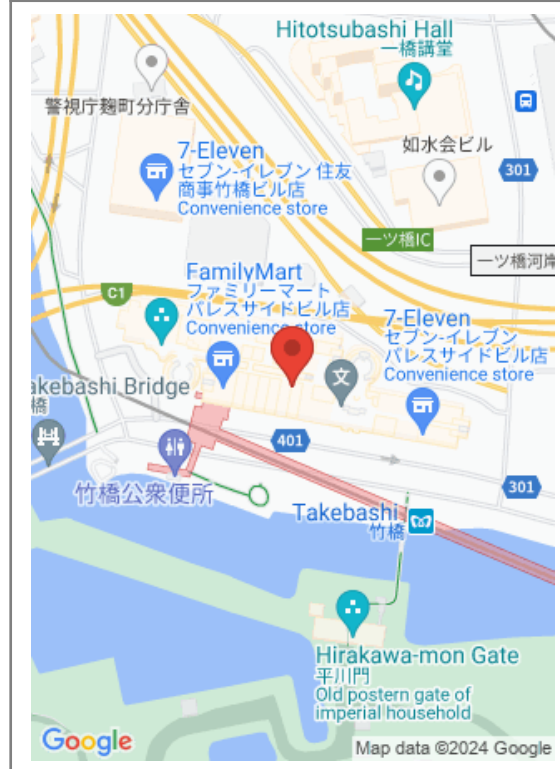 Hitotsubashi Hall
一橋講堂
警視庁麹町分庁舎
如水会ビル
7-Eleven
セブン-イレブン 住友
商事竹橋ビル店
Convenience store
301
一ツ橋IC
一ツ橋河岸
FamilyMart
ファミリーマート
パレスサイドビル店
Convenience store
C1
7-Eleven
セブン-イレブン
パレスサイドビル店
Convenience store
文
akebashi Bridge
橋
401
301
竹橋公衆便所
Takebashi
竹橋
Hirakawa-mon Gate
平川門
Old postern gate of
imperial household
Google
Map data ©2024 Google